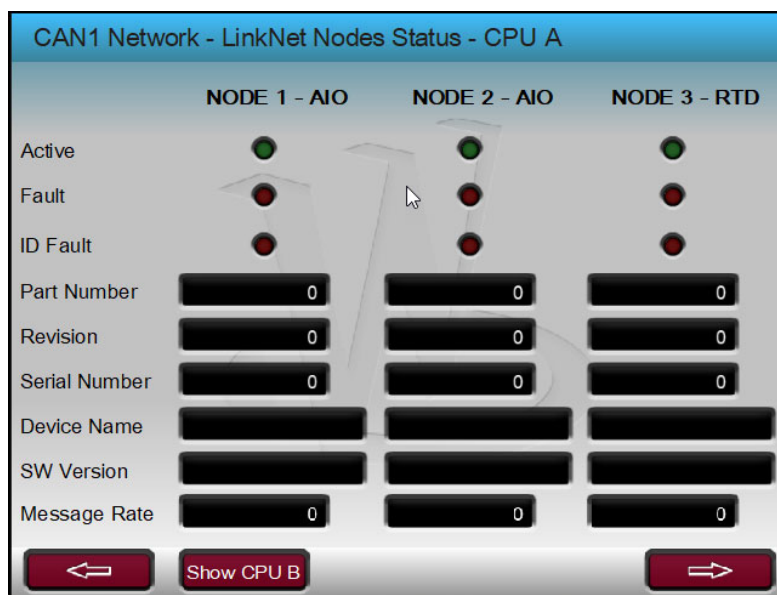 CAN1 Network - LinkNet Nodes Status - CPU A
NODE 1 - AIO NODE 2 - AIO NODE 3 - RTD
Active
Fault
ID Fault
Part Number 0 0 0
Revision 0 0 0
Serial Number 0 0 0
Device Name
SW Version
Message Rate 0 0 0
Show CPU B